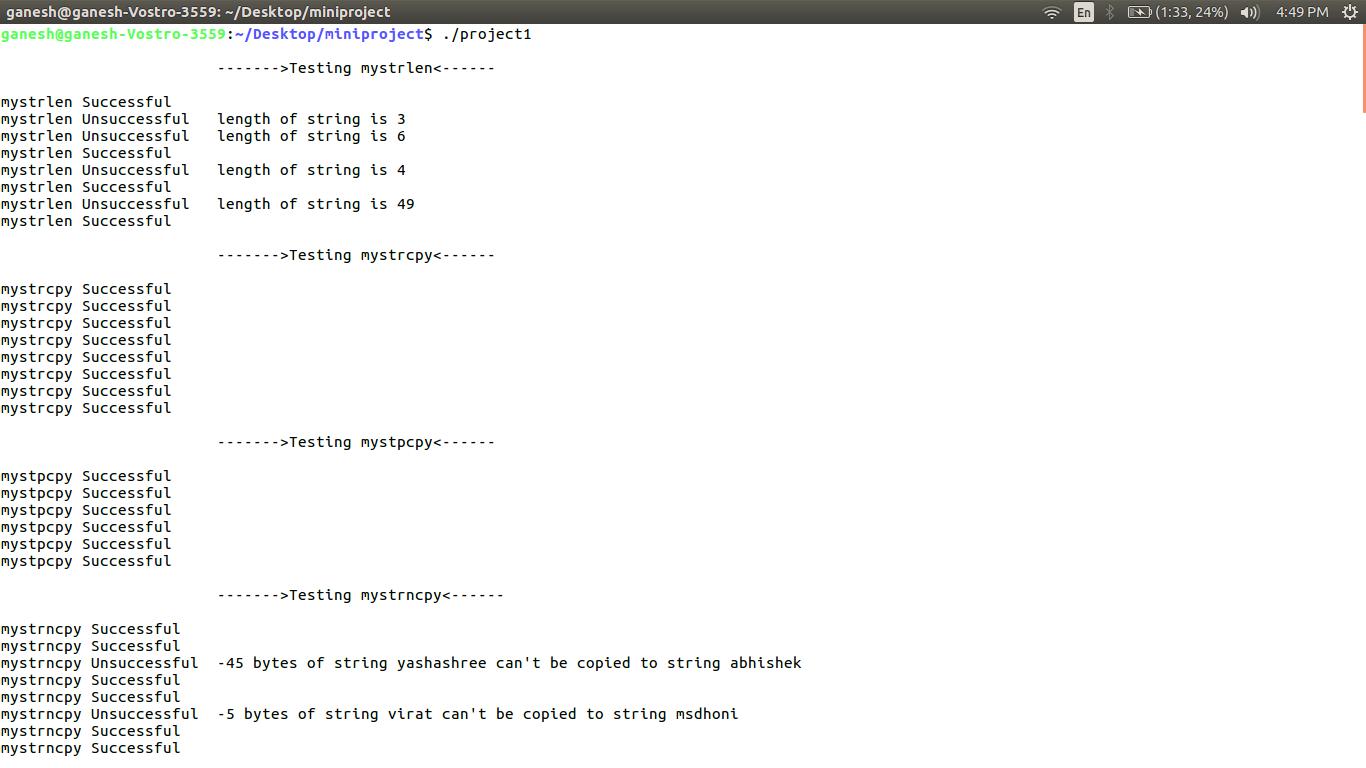 ganesh@ganesh-Vostro-3559: ~/Desktop/miniproject En (1:33, 24%) 4:49 PM
ganesh@ganesh-Vostro-3559:~/Desktop/miniproject$ ./project1
------->Testing mystrlen<------
mystrlen Successful
mystrlen Unsuccessful length of string is 3
mystrlen Unsuccessful length of string is 6
mystrlen Successful
mystrlen Unsuccessful length of string is 4
mystrlen Successful
mystrlen Unsuccessful length of string is 49
mystrlen Successful
------->Testing mystrcpy<------
mystrcpy Successful
mystrcpy Successful
mystrcpy Successful
mystrcpy Successful
mystrcpy Successful
mystrcpy Successful
mystrcpy Successful
mystrcpy Successful
------->Testing mystpcpy<------
mystpcpy Successful
mystpcpy Successful
mystpcpy Successful
mystpcpy Successful
mystpcpy Successful
mystpcpy Successful
------->Testing mystrncpy<------
mystrncpy Successful
mystrncpy Successful
mystrncpy Unsuccessful -45 bytes of string yashashree can't be copied to string abhishek
mystrncpy Successful
mystrncpy Successful
mystrncpy Unsuccessful -5 bytes of string virat can't be copied to string msdhoni
mystrncpy Successful
mystrncpy Successful